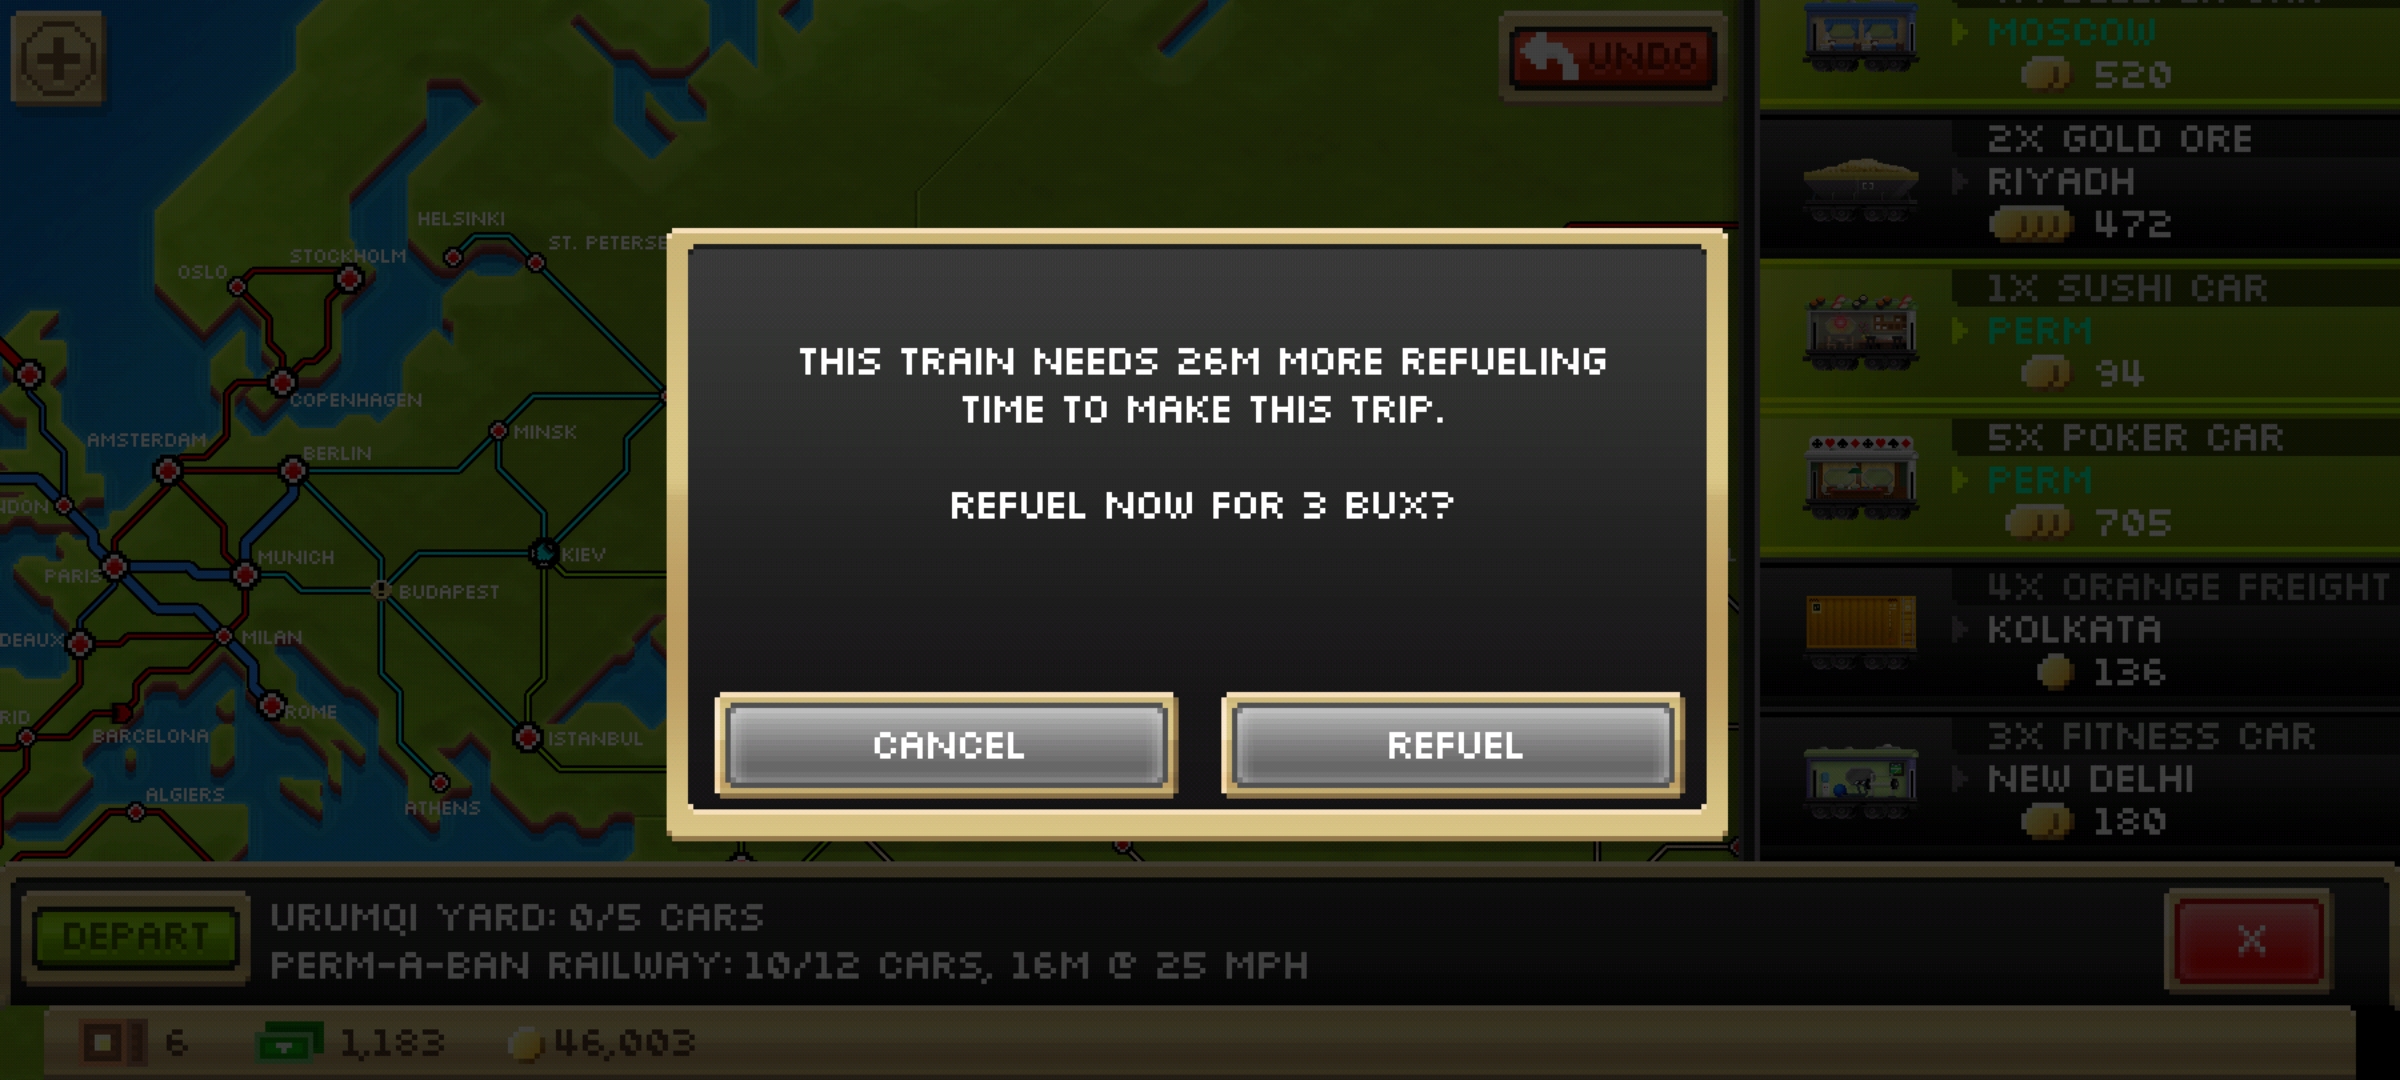 MOSCOW
520
UNDO
2X GOLD ORE
RIYADH
472
HELSINKI
ST. PETERSB
STOCKHOLM
OSLO
1X SUSHI CAR
PERM
94
COPENHAGEN
AMSTERDAM
MINSK
BERLIN
5X POKER CAR
PERM
705
THIS TRAIN NEEDS 26M MORE REFUELING
TIME TO MAKE THIS TRIP.
REFUEL NOW FOR 3 BUX?
NDON
MUNICH
KIEV
PARIS
BUDAPEST
4X ORANGE FREIGHT
KOLKATA
136
DEAUX
MILAN
RID
ROME
BARCELONA
ISTANBUL
CANCEL
REFUEL
3X FITNESS CAR
NEW DELHI
180
ALGIERS
ATHENS
DEPART
URUMQI YARD: 0/5 CARS
PERM-A-BAN RAILWAY: 10/12 CARS, 16M @ 25 MPH
X
6
1,183
46,003